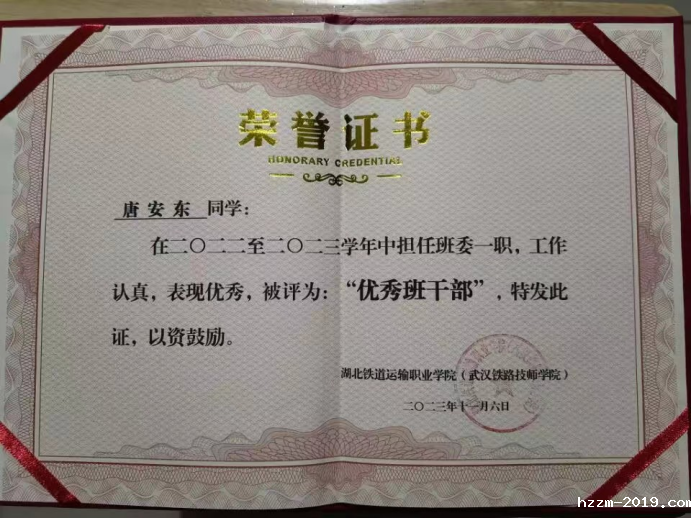 荣誉证书
HONORARY CREDENTIAL
唐安东 同学：
在二〇二二至二〇二三学年中担任班委一职，工作
认真，表现优秀，被评为：“优秀班干部”，特发此
证，以资鼓励。
湖北铁道运输职业学院（武汉铁路技师学院）
二〇二三年十一月六日
hzzm-2019.com